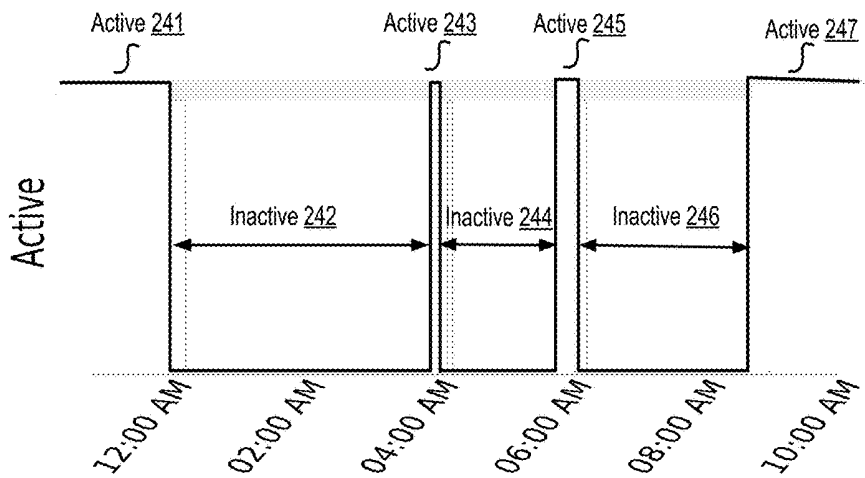 Active 241
Active 243
Active 245
Active 247
Active
Inactive 242
Inactive 244
Inactive 246
12:00 AM
02:00 AM
04:00 AM
06:00 AM
08:00 AM
10:00 AM